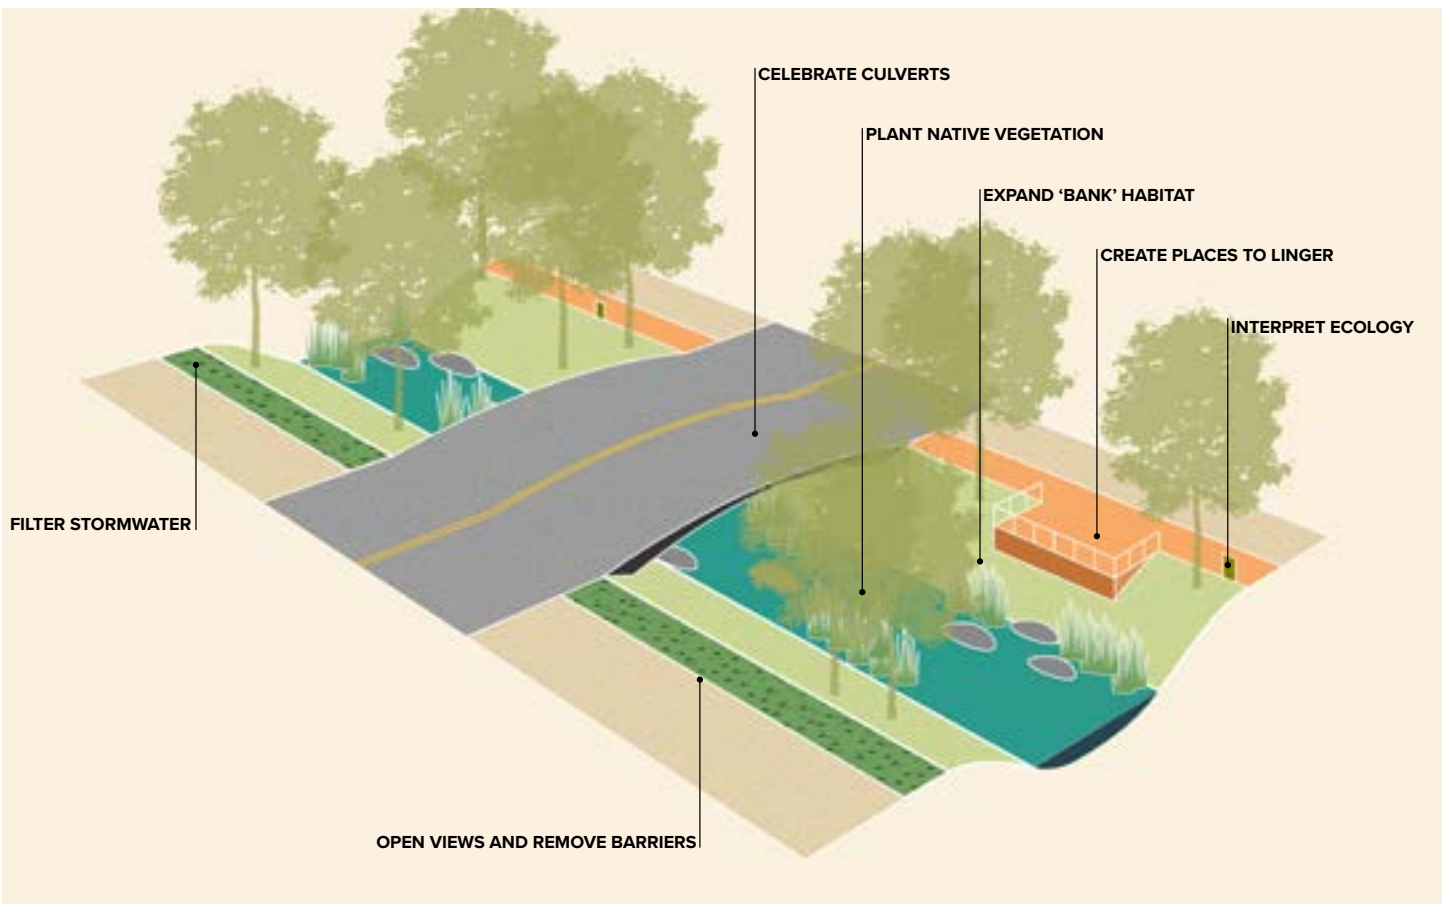 CELEBRATE CULVERTS
PLANT NATIVE VEGETATION
EXPAND ‘BANK’ HABITAT
CREATE PLACES TO LINGER
INTERPRET ECOLOGY
FILTER STORMWATER
OPEN VIEWS AND REMOVE BARRIERS